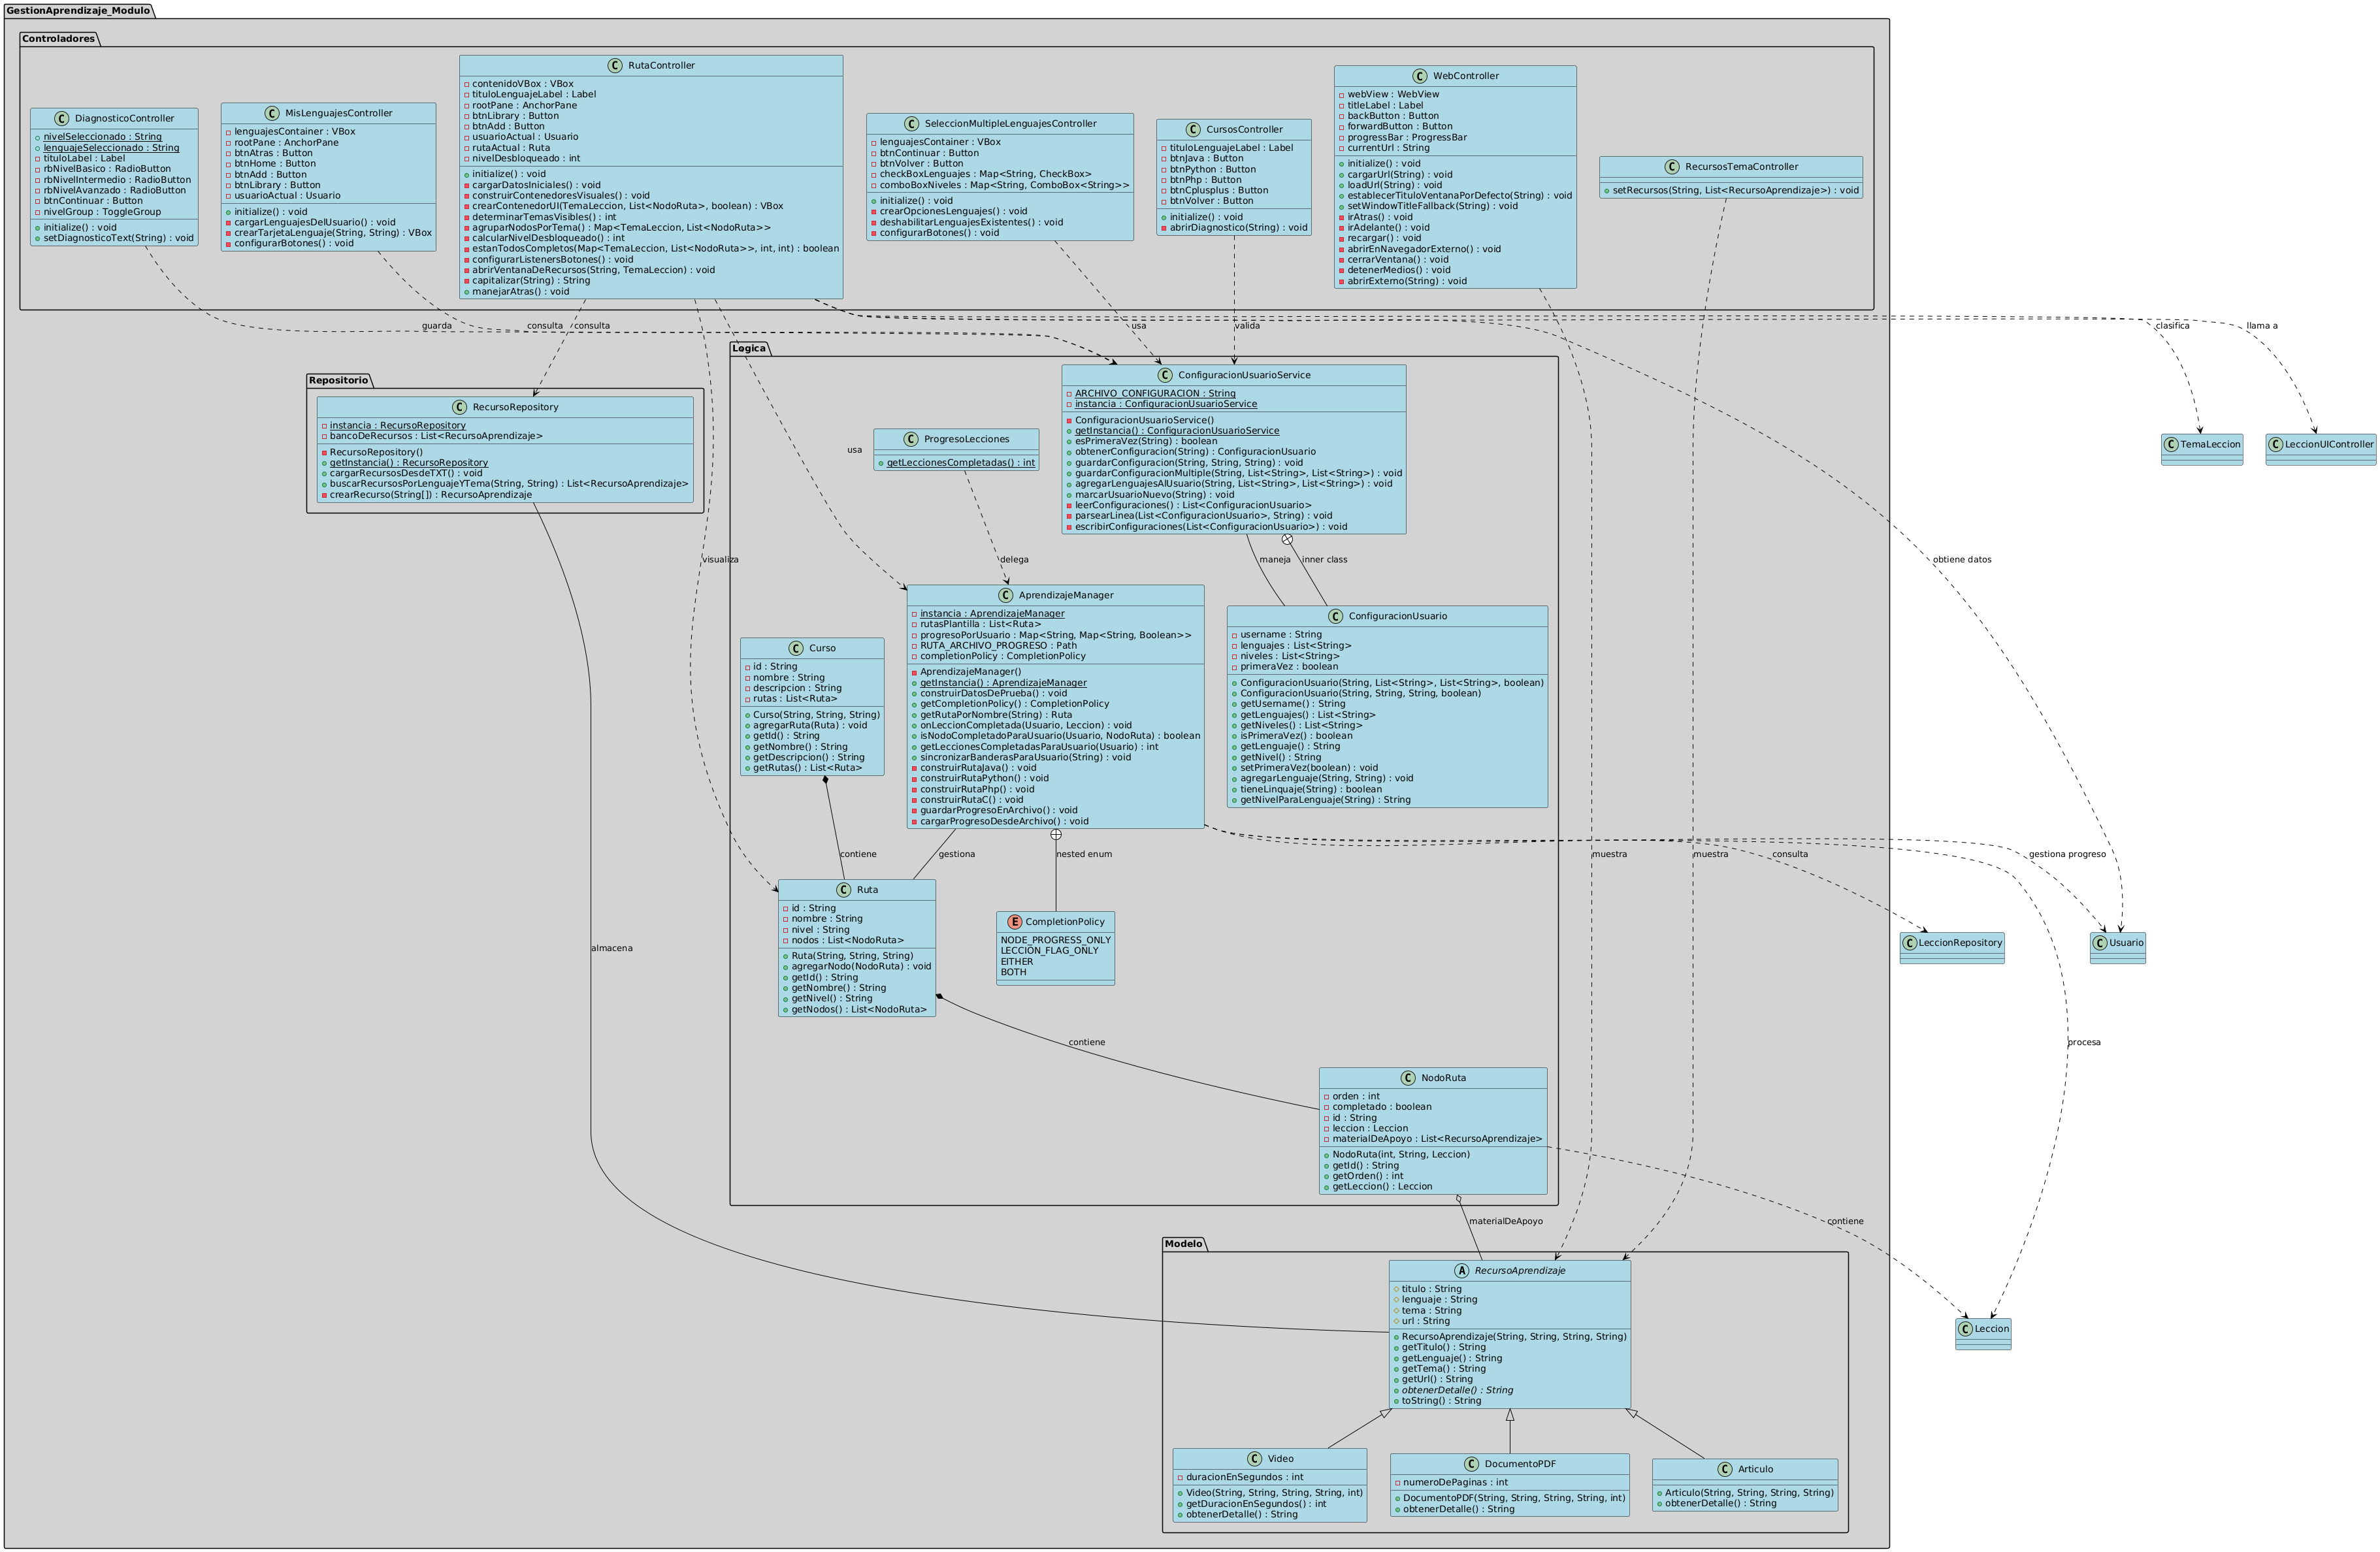 GestionAprendizaje_Modulo
Controladores
DiagnosticoController
nivelSeleccionado : String
lenguajeSeleccionado : String
tituloLabel : Label
rbNivelBasico : RadioButton
rbNivelIntermedio : RadioButton
rbNivelAvanzado : RadioButton
btnContinuar : Button
nivelGroup : ToggleGroup
initialize() : void
setDiagnosticoText(String) : void
MisLenguajesController
lenguajesContainer : VBox
rootPane : AnchorPane
btnAtras : Button
btnHome : Button
btnAdd : Button
btnLibrary : Button
usuarioActual : Usuario
initialize() : void
cargarLenguajesDelUsuario() : void
crearTarjetaLenguaje(String, String) : VBox
configurarBotones() : void
RutaController
contenidoVBox : VBox
tituloLenguajeLabel : Label
rootPane : AnchorPane
btnLibrary : Button
btnAdd : Button
usuarioActual : Usuario
rutaActual : Ruta
nivelDesbloqueado : int
initialize() : void
cargarDatosIniciales() : void
construirContenedoresVisuales() : void
crearContenedorUI(TemaLeccion, List<NodoRuta>, boolean) : VBox
determinarTemasVisibles() : int
agruparNodosPorTema() : Map<TemaLeccion, List<NodoRuta>>
calcularNivelDesbloqueado() : int
estanTodosCompletos(Map<TemaLeccion, List<NodoRuta>>, int, int) : boolean
configurarListenersBotones() : void
abrirVentanaDeRecursos(String, TemaLeccion) : void
capitalizar(String) : String
manejarAtras() : void
SeleccionMultipleLenguajesController
lenguajesContainer : VBox
btnContinuar : Button
btnVolver : Button
checkBoxLenguajes : Map<String, CheckBox>
comboBoxNiveles : Map<String, ComboBox<String>>
initialize() : void
crearOpcionesLenguajes() : void
deshabilitarLenguajesExistentes() : void
configurarBotones() : void
CursosController
tituloLenguajeLabel : Label
btnJava : Button
btnPython : Button
btnPhp : Button
btnCplusplus : Button
btnVolver : Button
initialize() : void
abrirDiagnostico(String) : void
WebController
webView : WebView
titleLabel : Label
backButton : Button
forwardButton : Button
progressBar : ProgressBar
currentUrl : String
initialize() : void
cargarUrl(String) : void
loadUrl(String) : void
establecerTituloVentanaPorDefecto(String) : void
setWindowTitleFallback(String) : void
irAtras() : void
irAdelante() : void
recargar() : void
abrirEnNavegadorExterno() : void
cerrarVentana() : void
detenerMedios() : void
abrirExterno(String) : void
RecursosTemaController
setRecursos(String, List<RecursoAprendizaje>) : void
guarda
consulta
consulta
usa
valida
clasifica
llama a
Logica
Repositorio
RecursoRepository
instancia : RecursoRepository
bancoDeRecursos : List<RecursoAprendizaje>
RecursoRepository()
getInstancia() : RecursoRepository
cargarRecursosDesdeTXT() : void
buscarRecursosPorLenguajeYTema(String, String) : List<RecursoAprendizaje>
crearRecurso(String[]) : RecursoAprendizaje
ProgresoLecciones
getLeccionesCompletadas() : int
ConfiguracionUsuarioService
ARCHIVO_CONFIGURACION : String
instancia : ConfiguracionUsuarioService
ConfiguracionUsuarioService()
getInstancia() : ConfiguracionUsuarioService
esPrimeraVez(String) : boolean
obtenerConfiguracion(String) : ConfiguracionUsuario
guardarConfiguracion(String, String, String) : void
guardarConfiguracionMultiple(String, List<String>, List<String>) : void
agregarLenguajesAlUsuario(String, List<String>, List<String>) : void
marcarUsuarioNuevo(String) : void
leerConfiguraciones() : List<ConfiguracionUsuario>
parsearLinea(List<ConfiguracionUsuario>, String) : void
escribirConfiguraciones(List<ConfiguracionUsuario>) : void
TemaLeccion
LeccionUIController
usa
visualiza
delega
maneja
inner class
obtiene datos
Curso
id : String
nombre : String
descripcion : String
rutas : List<Ruta>
Curso(String, String, String)
agregarRuta(Ruta) : void
getId() : String
getNombre() : String
getDescripcion() : String
getRutas() : List<Ruta>
AprendizajeManager
instancia : AprendizajeManager
rutasPlantilla : List<Ruta>
progresoPorUsuario : Map<String, Map<String, Boolean>>
RUTA_ARCHIVO_PROGRESO : Path
completionPolicy : CompletionPolicy
AprendizajeManager()
getInstancia() : AprendizajeManager
construirDatosDePrueba() : void
getCompletionPolicy() : CompletionPolicy
getRutaPorNombre(String) : Ruta
onLeccionCompletada(Usuario, Leccion) : void
isNodoCompletadoParaUsuario(Usuario, NodoRuta) : boolean
getLeccionesCompletadasParaUsuario(Usuario) : int
sincronizarBanderasParaUsuario(String) : void
construirRutaJava() : void
construirRutaPython() : void
construirRutaPhp() : void
construirRutaC() : void
guardarProgresoEnArchivo() : void
cargarProgresoDesdeArchivo() : void
ConfiguracionUsuario
username : String
lenguajes : List<String>
niveles : List<String>
primeraVez : boolean
ConfiguracionUsuario(String, List<String>, List<String>, boolean)
ConfiguracionUsuario(String, String, String, boolean)
getUsername() : String
getLenguajes() : List<String>
getNiveles() : List<String>
isPrimeraVez() : boolean
getLenguaje() : String
getNivel() : String
setPrimeraVez(boolean) : void
agregarLenguaje(String, String) : void
tieneLinquaje(String) : boolean
getNivelParaLenguaje(String) : String
contiene
gestiona
nested enum
muestra
muestra
consulta
gestiona progreso
Ruta
id : String
nombre : String
nivel : String
nodos : List<NodoRuta>
Ruta(String, String, String)
agregarNodo(NodoRuta) : void
getId() : String
getNombre() : String
getNivel() : String
getNodos() : List<NodoRuta>
CompletionPolicy
NODE_PROGRESS_ONLY
LECCION_FLAG_ONLY
EITHER
BOTH
LeccionRepository
Usuario
almacena
contiene
procesa
NodoRuta
orden : int
completado : boolean
id : String
leccion : Leccion
materialDeApoyo : List<RecursoAprendizaje>
NodoRuta(int, String, Leccion)
getId() : String
getOrden() : int
getLeccion() : Leccion
materialDeApoyo
contiene
Modelo
RecursoAprendizaje
titulo : String
lenguaje : String
tema : String
url : String
RecursoAprendizaje(String, String, String, String)
getTitulo() : String
getLenguaje() : String
getTema() : String
getUrl() : String
obtenerDetalle() : String
toString() : String
Leccion
Video
duracionEnSegundos : int
Video(String, String, String, String, int)
getDuracionEnSegundos() : int
obtenerDetalle() : String
DocumentoPDF
numeroDePaginas : int
DocumentoPDF(String, String, String, String, int)
obtenerDetalle() : String
Articulo
Articulo(String, String, String, String)
obtenerDetalle() : String